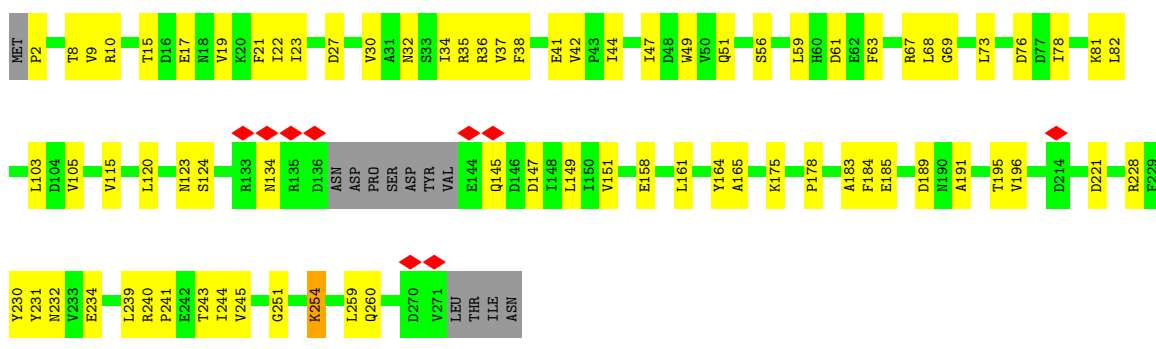 MET P2 T8 V9 R10 T15 D16 E17 N18 V19 K20 F21 I22 I23 D27 V30 A31 N32 S33 I34 R35 R36 V37 F38 E41 V42 P43 I44 I47 D48 W49 V50 Q51 S56 L59 H60 D61 E62 F63 R67 L68 G69 L73 D76 D77 I78 K81 L82
L103 D104 V105 V115 L120 N123 S124 R133 N134 R135 D136 ASN ASP PRO SER ASP TYR VAL E144 Q145 D146 D147 I148 L149 I150 V151 E158 L161 Y164 A165 K175 P178 A183 F184 E185 D189 N190 A191 T195 V196 D214 D221 R228 F229
Y230 Y231 N232 V233 E234 L239 R240 P241 E242 T243 I244 V245 G251 K254 L259 Q260 D270 V271 LEU THR ILE ASN